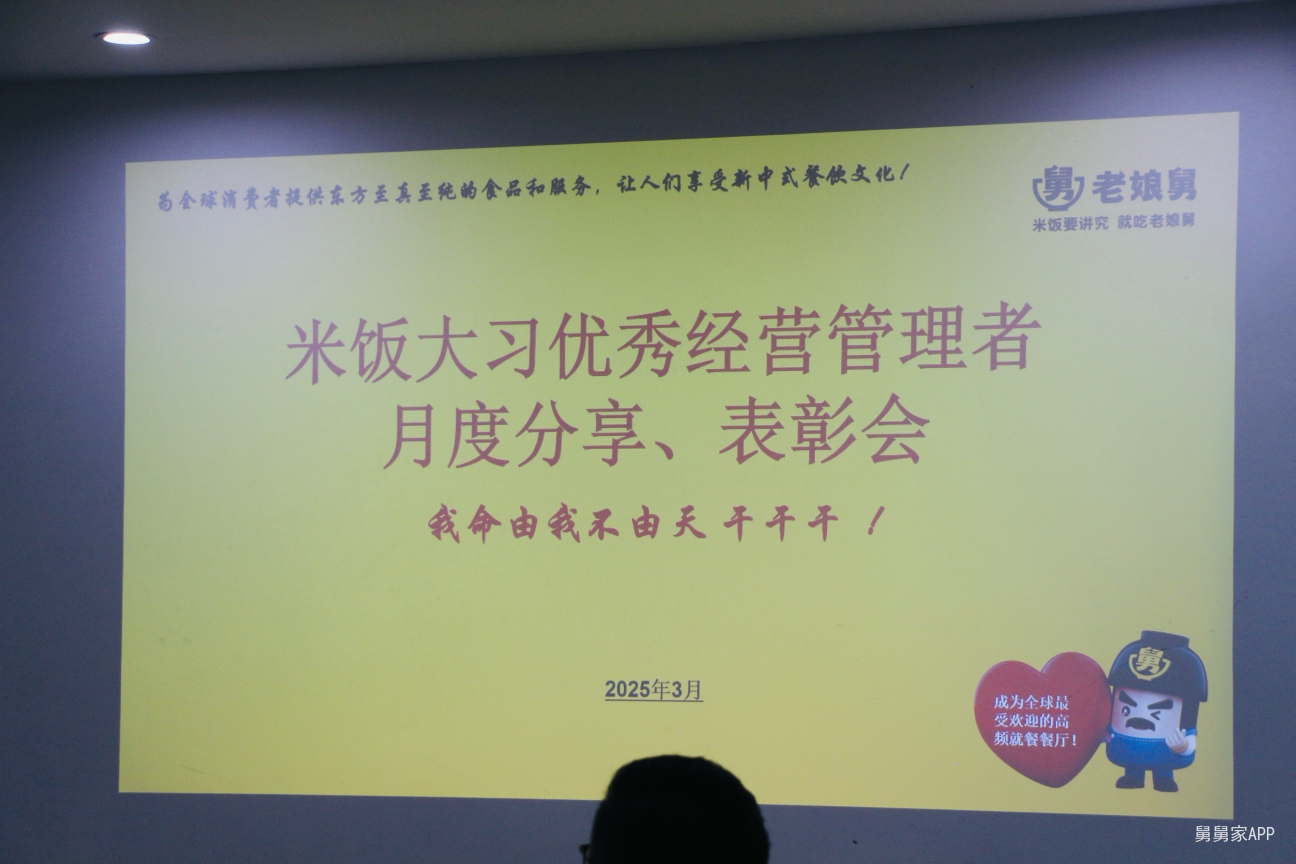 为全球消费者提供东方至真至纯的食品和服务，让人们享受新中式餐饮文化！
舅 老娘舅
米饭要讲究 就吃老娘舅
米饭大习优秀经营管理者
月度分享、表彰会
我命由我不由天 干干干 ！
2025年3月
舅
成为全球最
受欢迎的高
频就餐餐厅！
舅舅家APP